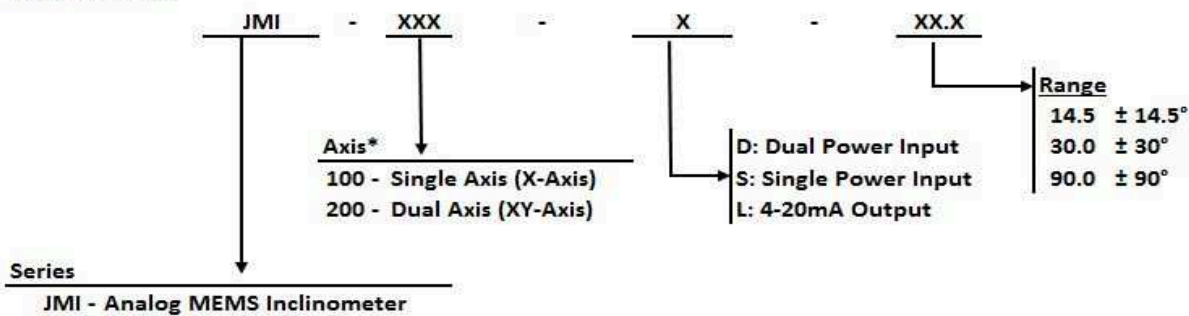 JMI - XXX - X - XX.X
Range
14.5 ± 14.5°
30.0 ± 30°
90.0 ± 90°
Axis*
100 - Single Axis (X-Axis)
200 - Dual Axis (XY-Axis)
D: Dual Power Input
S: Single Power Input
L: 4-20mA Output
Series
JMI - Analog MEMS Inclinometer